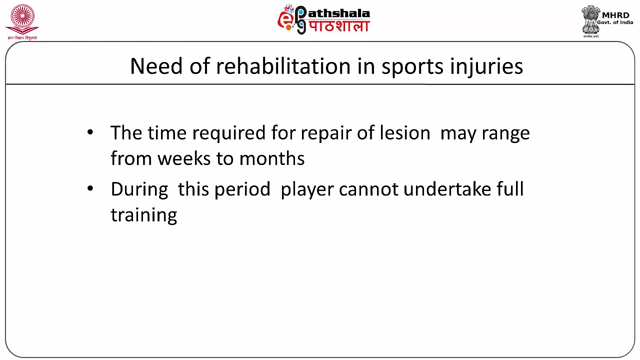 Pathshala
पाठशाला
MHRD
Govt. of India
Need of rehabilitation in sports injuries
• The time required for repair of lesion may range
from weeks to months
• During this period player cannot undertake full
training